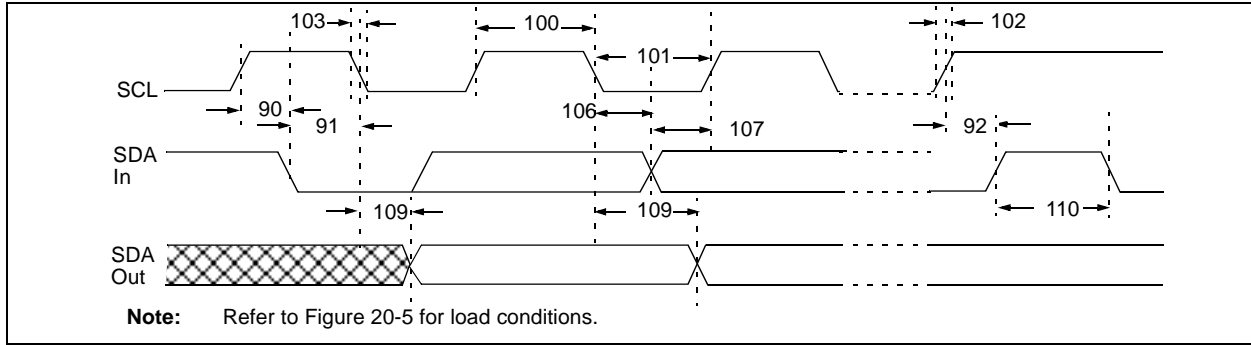 103
100
102
101
SCL
90
106
91
107
92
SDA
In
109
109
110
SDA
Out
Note: Refer to Figure 20-5 for load conditions.